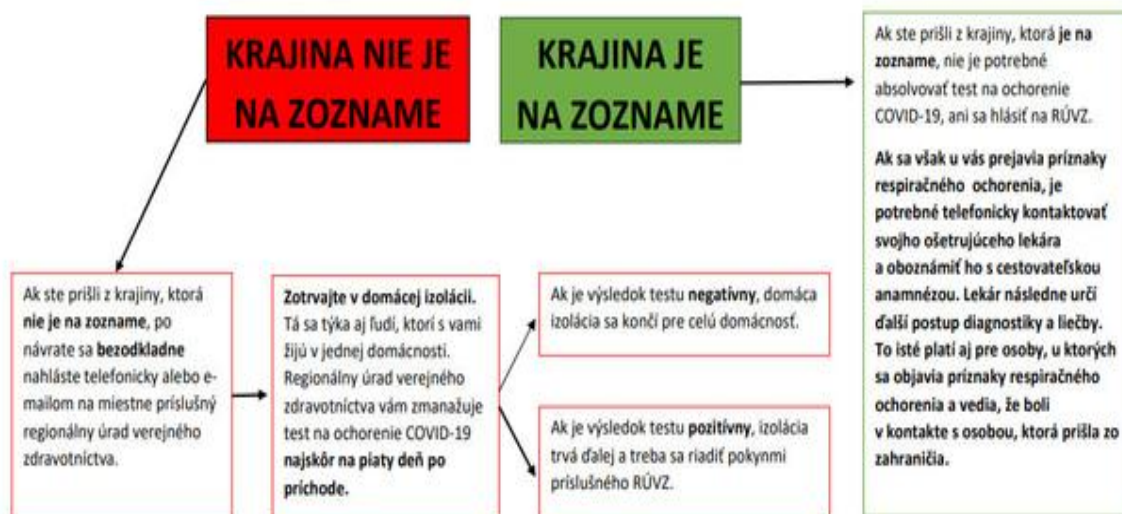 KRAJINA NIE JE
NA ZOZNAME
KRAJINA JE
NA ZOZNAME
Ak ste prišli z krajiny, ktorá je na
zozname, nie je potrebné
absolvovať test na ochorenie
COVID-19, ani sa hlásiť na RÚVZ.
Ak sa však u vás prejavia príznaky
respiračného ochorenia, je
potrebné telefonicky kontaktovať
svojho ošetrujúceho lekára
a oboznámiť ho s cestovateľskou
anamnézou. Lekár následne určí
ďalší postup diagnostiky a liečby.
To isté platí aj pre osoby, u ktorých
sa objavia príznaky respiračného
ochorenia a vedia, že boli
v kontakte s osobou, ktorá prišla zo
zahraničia.
Ak ste prišli z krajiny, ktorá
nie je na zozname, po
návrate sa bezodkladne
nahláste telefonicky alebo e-
mailom na miestne príslušný
regionálny úrad verejného
zdravotníctva.
Zotrvajte v domácej izolácii.
Tá sa týka aj ľudí, ktorí s vami
žijú v jednej domácnosti.
Regionálny úrad verejného
zdravotníctva vám zmanažuje
test na ochorenie COVID-19
najskôr na piaty deň po
príchode.
Ak je výsledok testu negatívny, domáca
izolácia sa končí pre celú domácnosť.
Ak je výsledok testu pozitívny, izolácia
trvá ďalej a treba sa riadiť pokynmi
príslušného RÚVZ.